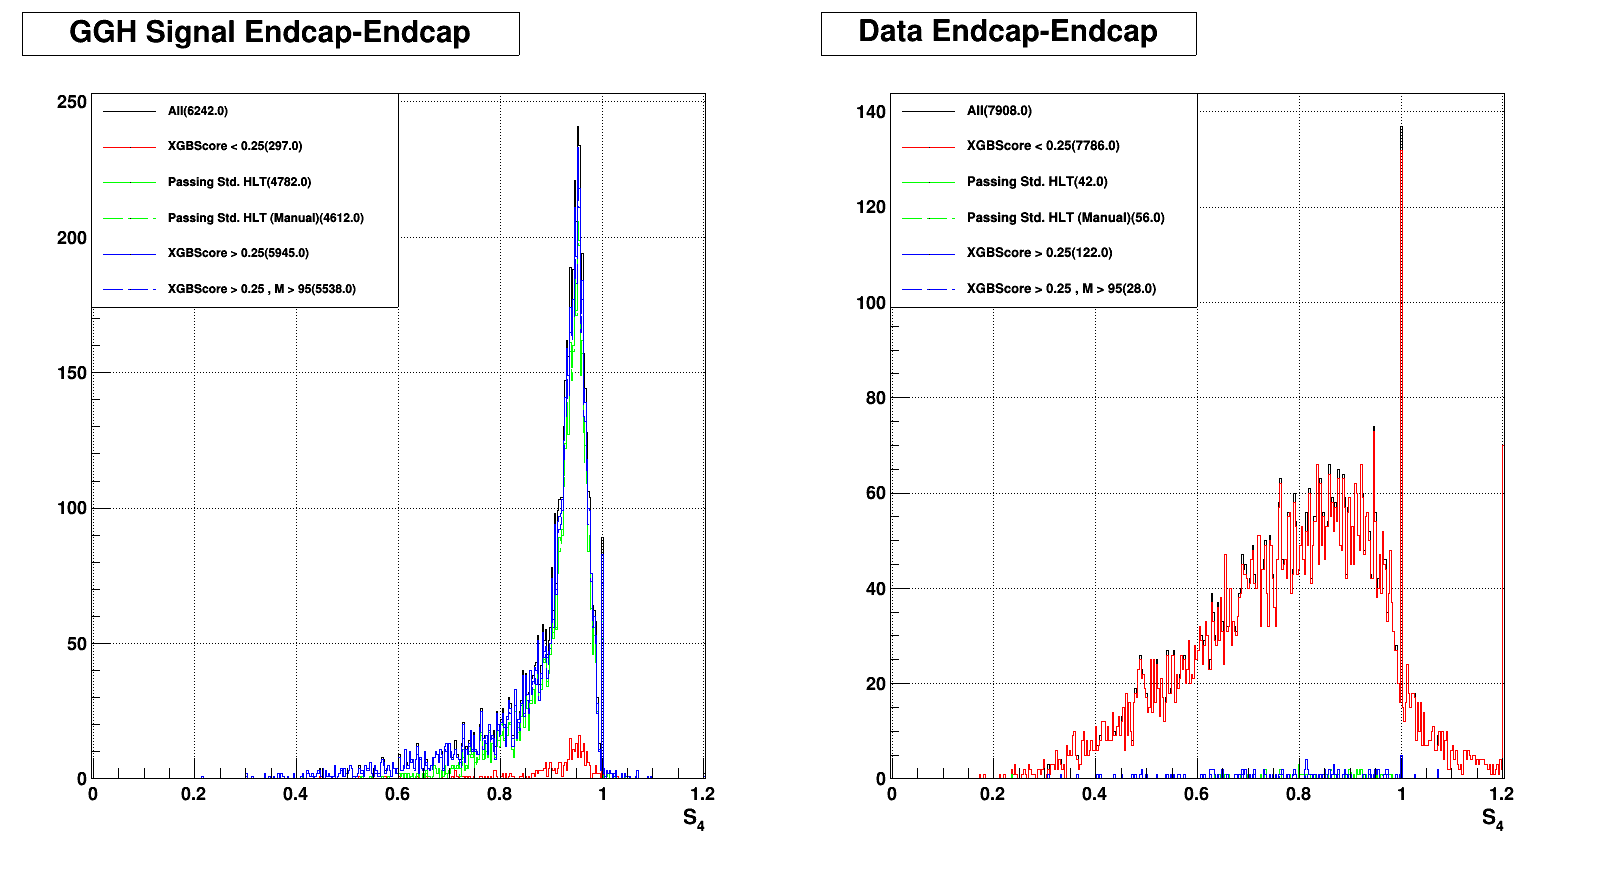 GGH Signal Endcap-Endcap
250
200
150
100
50
0
All(6242.0)
XGBScore < 0.25(297.0)
Passing Std. HLT(4782.0)
Passing Std. HLT (Manual)(4612.0)
XGBScore > 0.25(5945.0)
XGBScore > 0.25 , M > 95(5538.0)
0 0.2 0.4 0.6 0.8 1 1.2
S4
Data Endcap-Endcap
140
120
100
80
60
40
20
0
All(7908.0)
XGBScore < 0.25(7786.0)
Passing Std. HLT(42.0)
Passing Std. HLT (Manual)(56.0)
XGBScore > 0.25(122.0)
XGBScore > 0.25 , M > 95(28.0)
0 0.2 0.4 0.6 0.8 1 1.2
S4